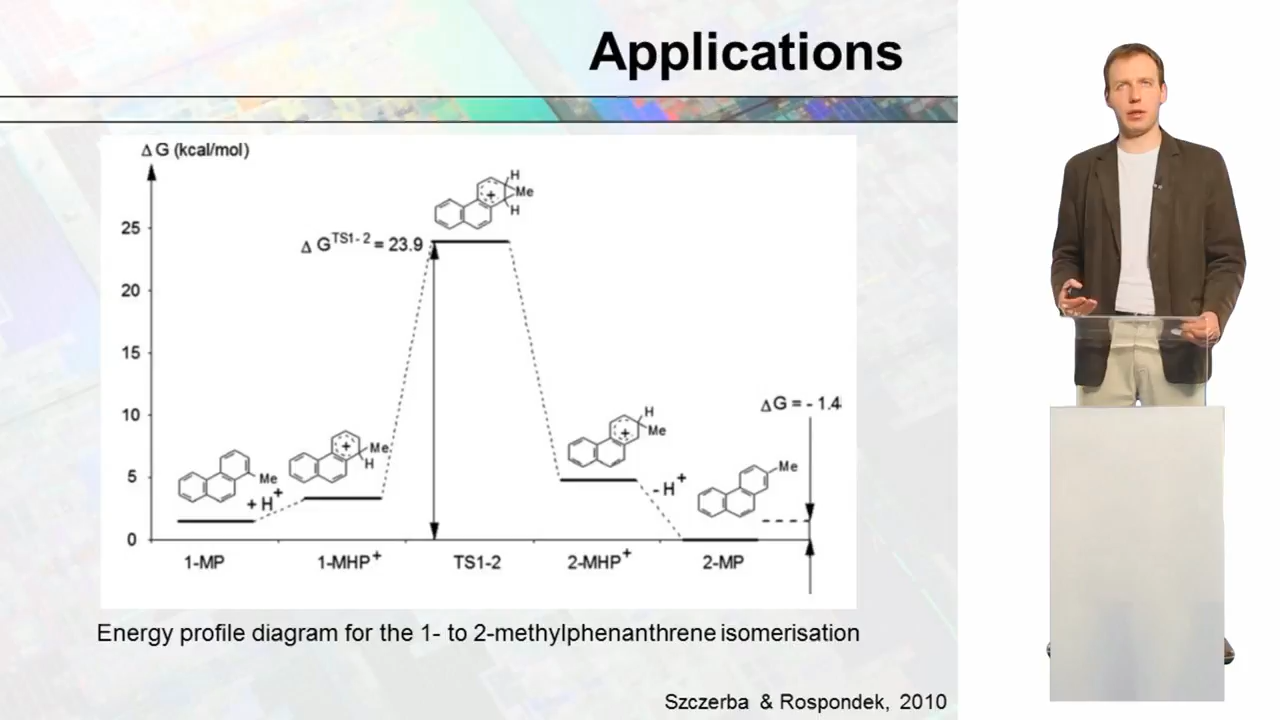 Applications
Δ G (kcal/mol)
25
20
15
10
5
0
Δ G^TS1-2 = 23.9
H
Me
H
+
Me
H
+
H
Me
+
Me
+ H⁺
- H⁺
Me
Δ G = - 1.4
1-MP
1-MHP⁺
TS1-2
2-MHP⁺
2-MP
Energy profile diagram for the 1- to 2-methylphenanthrene isomerisation
Szczerba & Rospondek, 2010